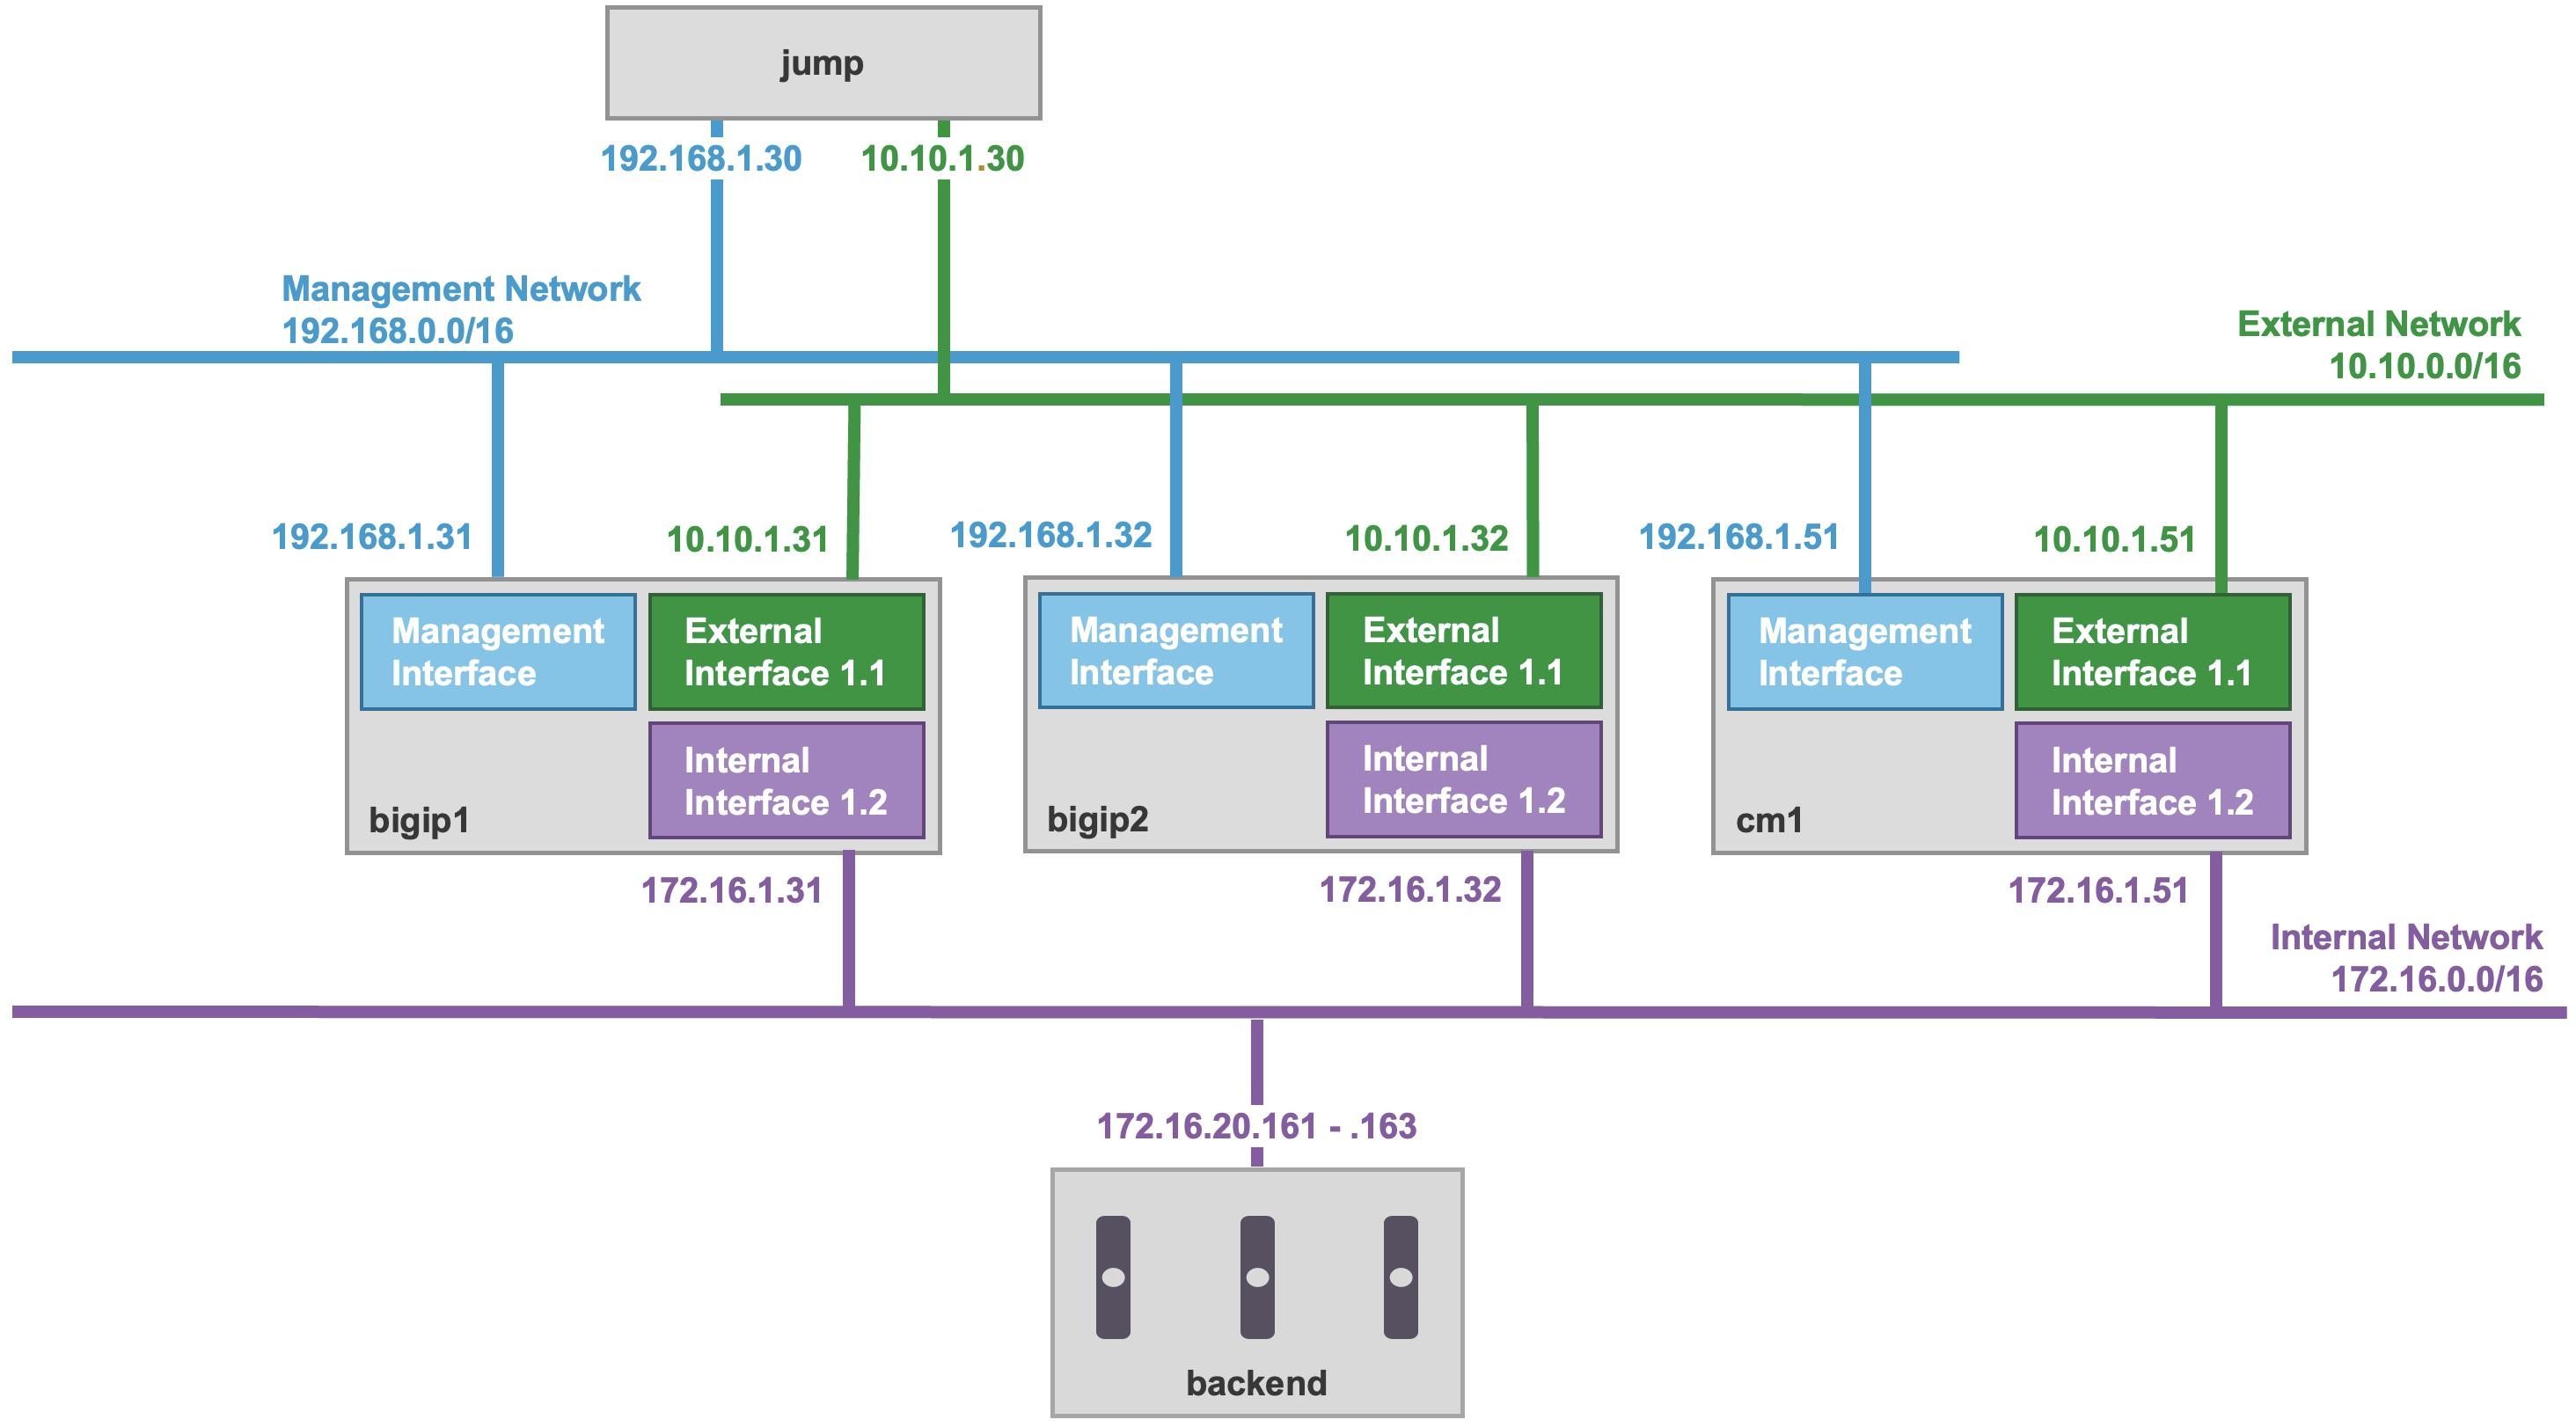 jump
192.168.1.30
10.10.1.30
Management Network
192.168.0.0/16
External Network
10.10.0.0/16
192.168.1.31
10.10.1.31
192.168.1.32
10.10.1.32
192.168.1.51
10.10.1.51
Management
Interface
External
Interface 1.1
Internal
Interface 1.2
bigip1
Management
Interface
External
Interface 1.1
Internal
Interface 1.2
bigip2
Management
Interface
External
Interface 1.1
Internal
Interface 1.2
cm1
172.16.1.31
172.16.1.32
172.16.1.51
Internal Network
172.16.0.0/16
172.16.20.161 - .163
backend